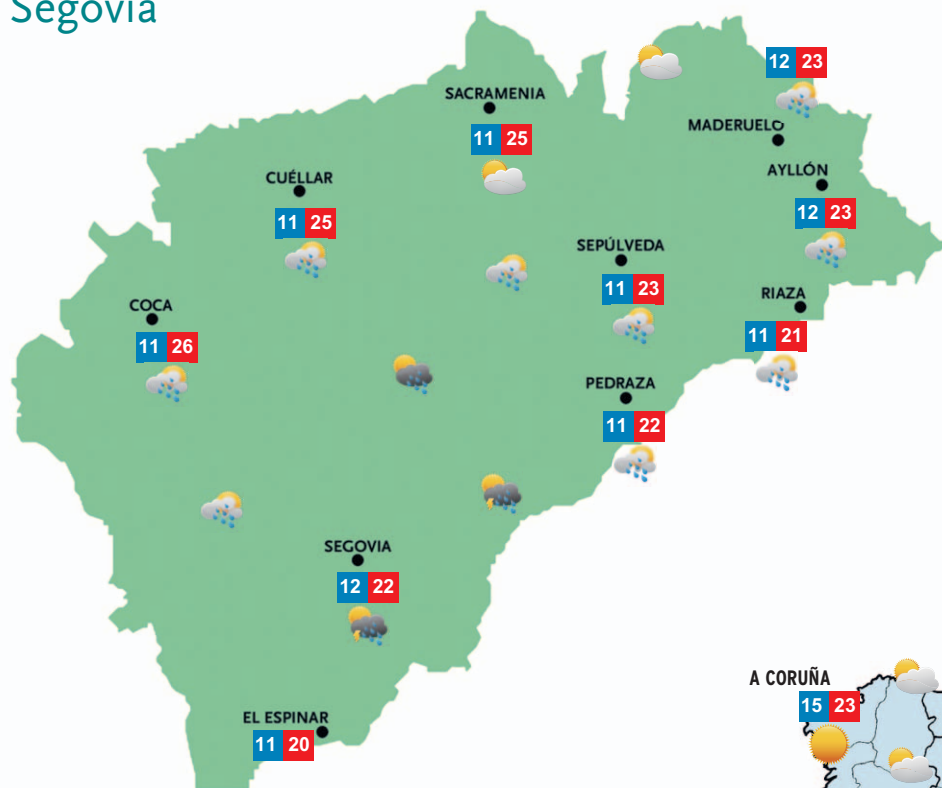 Segovia
12 23
SACRAMENIA
11 25
MADERUELO
AYLLÓN
12 23
CUÉLLAR
11 25
SEPÚLVEDA
11 23
RIAZA
11 21
COCA
11 26
PEDRAZA
11 22
SEGOVIA
12 22
A CORUÑA
15 23
EL ESPINAR
11 20